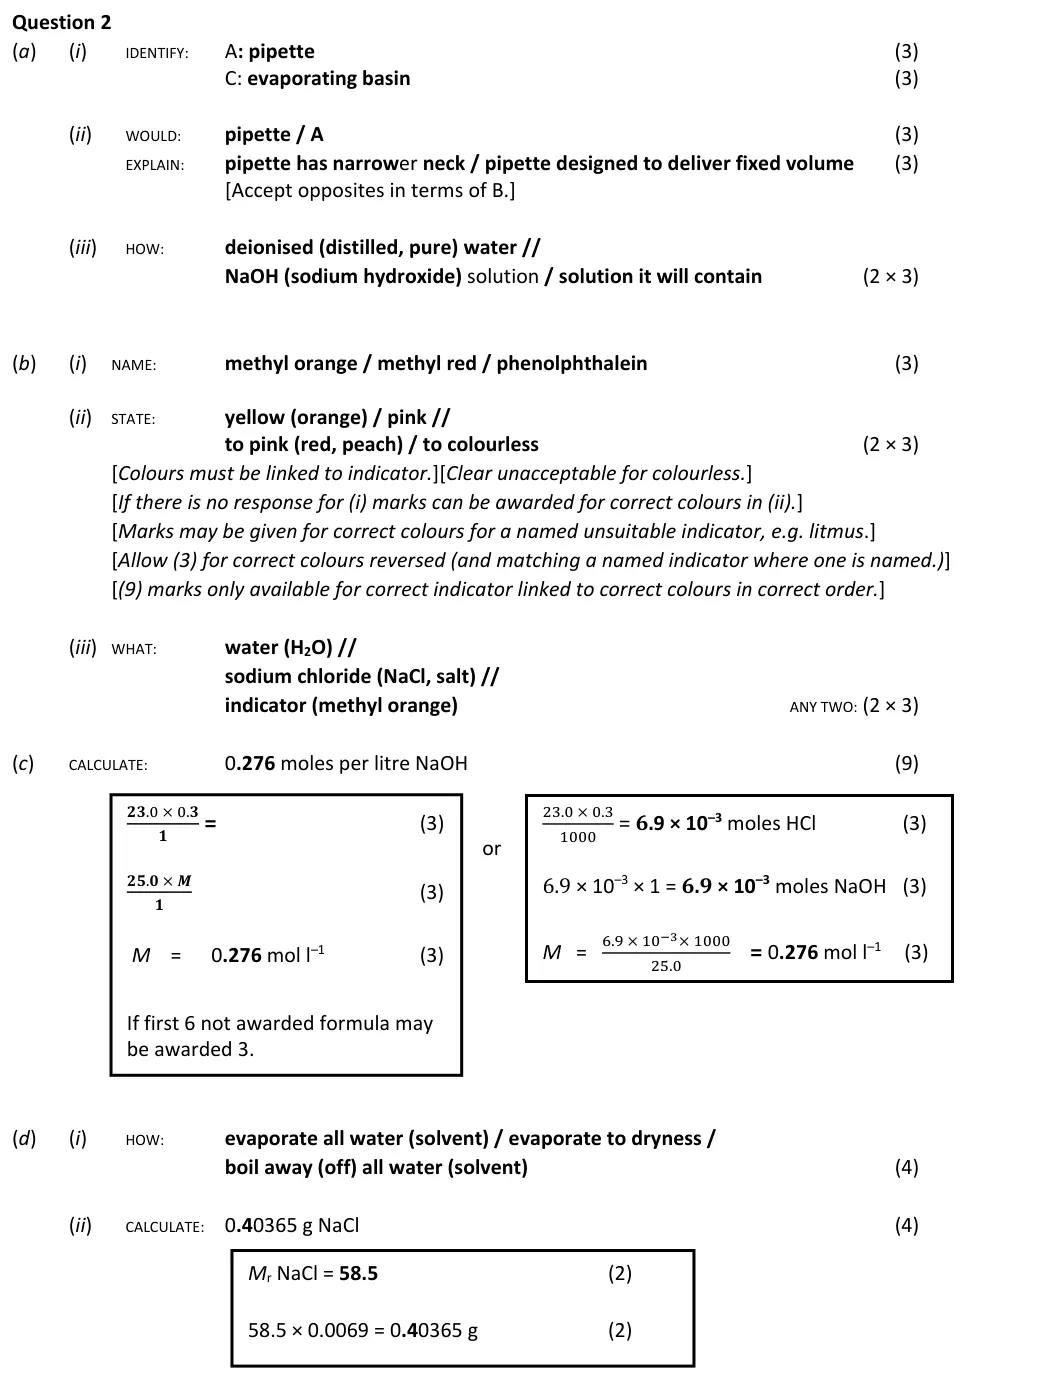 Question 2
(a) (i) IDENTIFY: A: pipette (3)
C: evaporating basin (3)
(ii) WOULD: pipette / A (3)
EXPLAIN: pipette has narrower neck / pipette designed to deliver fixed volume (3)
[Accept opposites in terms of B.]
(iii) HOW: deionised (distilled, pure) water //
NaOH (sodium hydroxide) solution / solution it will contain (2 × 3)
(b) (i) NAME: methyl orange / methyl red / phenolphthalein (3)
(ii) STATE: yellow (orange) / pink //
to pink (red, peach) / to colourless (2 × 3)
[Colours must be linked to indicator.][Clear unacceptable for colourless.]
[If there is no response for (i) marks can be awarded for correct colours in (ii).]
[Marks may be given for correct colours for a named unsuitable indicator, e.g. litmus.]
[Allow (3) for correct colours reversed (and matching a named indicator where one is named.)]
[(9) marks only available for correct indicator linked to correct colours in correct order.]
(iii) WHAT: water (H₂O) //
sodium chloride (NaCl, salt) //
indicator (methyl orange) ANY TWO: (2 × 3)
(c) CALCULATE: 0.276 moles per litre NaOH (9)
23.0 × 0.3 / 1 = (3)
25.0 × M / 1 (3)
M = 0.276 mol l⁻¹ (3)
If first 6 not awarded formula may
be awarded 3.
or
23.0 × 0.3 / 1000 = 6.9 × 10⁻³ moles HCl (3)
6.9 × 10⁻³ × 1 = 6.9 × 10⁻³ moles NaOH (3)
M = 6.9 × 10⁻³ × 1000 / 25.0 = 0.276 mol l⁻¹ (3)
(d) (i) HOW: evaporate all water (solvent) / evaporate to dryness /
boil away (off) all water (solvent) (4)
(ii) CALCULATE: 0.40365 g NaCl (4)
Mᵣ NaCl = 58.5 (2)
58.5 × 0.0069 = 0.40365 g (2)